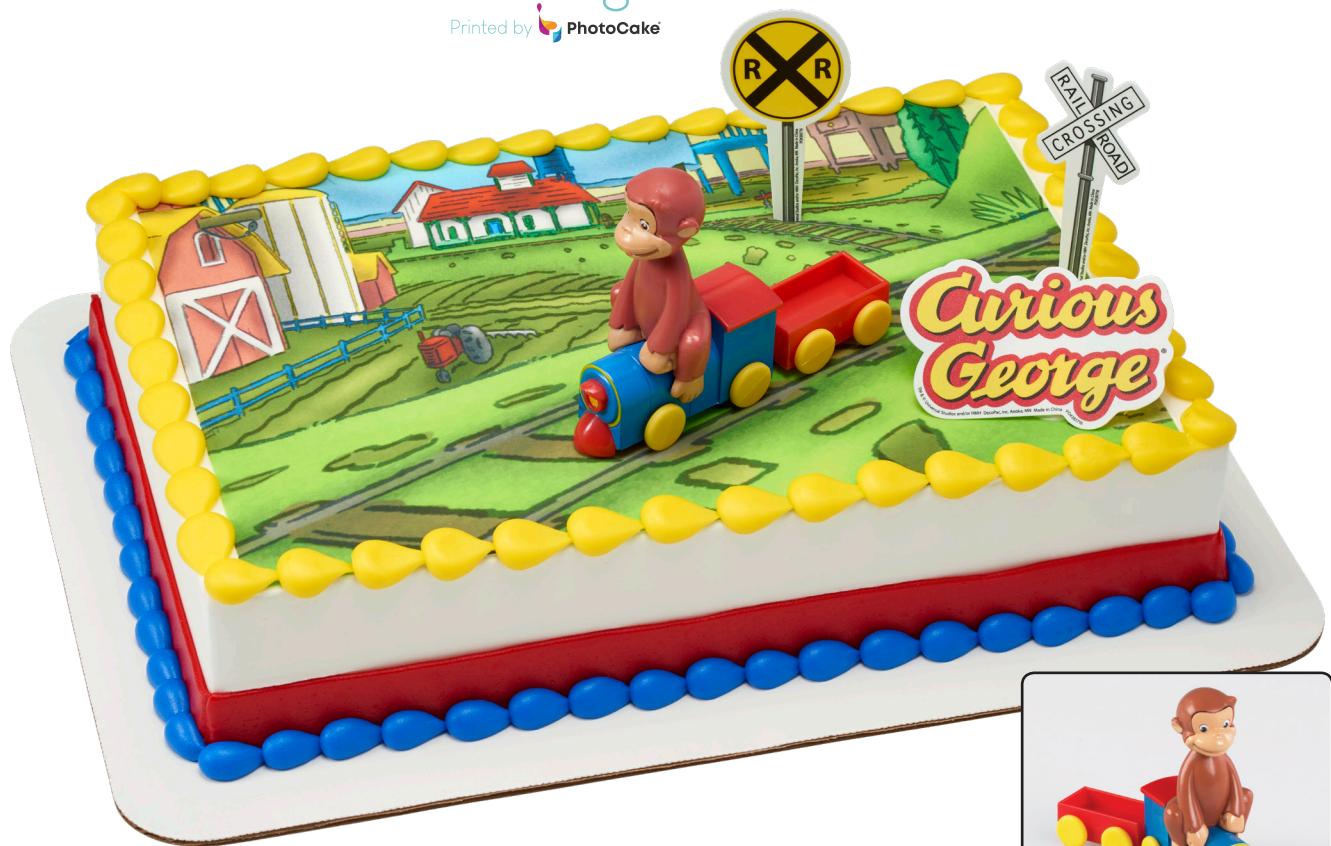 Printed by PhotoCake
R R
RAIL
CROSSING
ROAD
Curious
George